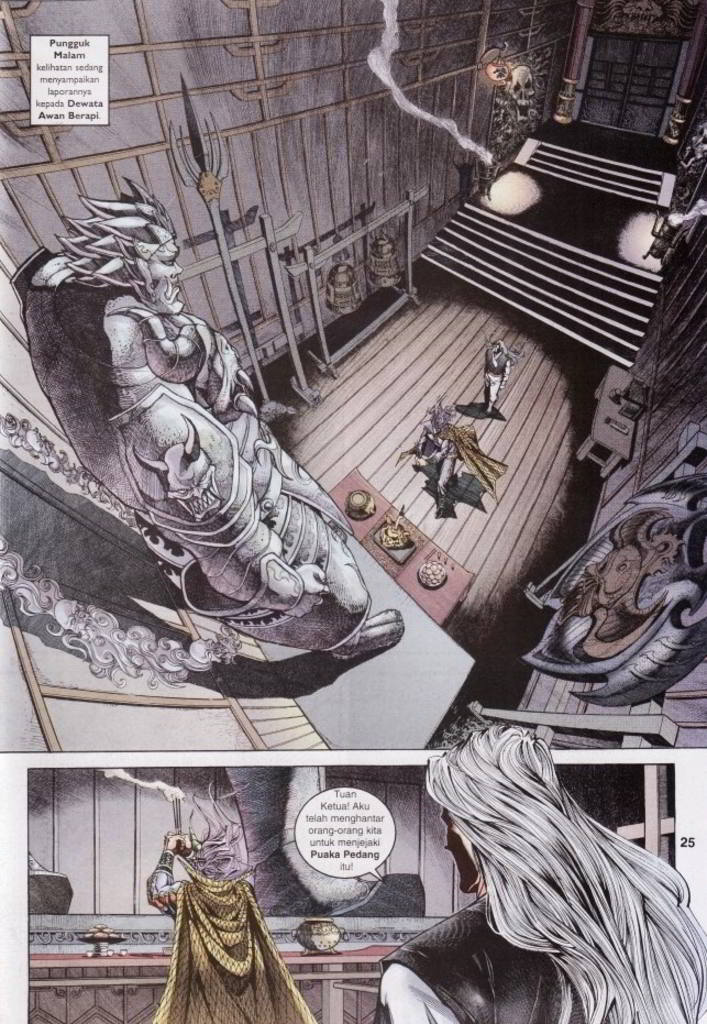 Pungguk
Malam
kelihatan sedang
menyampaikan
laporannya
kepada Dewata
Awan Berapi.
Tuan
Ketua! Aku
telah menghantar
orang-orang kita
untuk menjejaki
Puaka Pedang
itu!
25